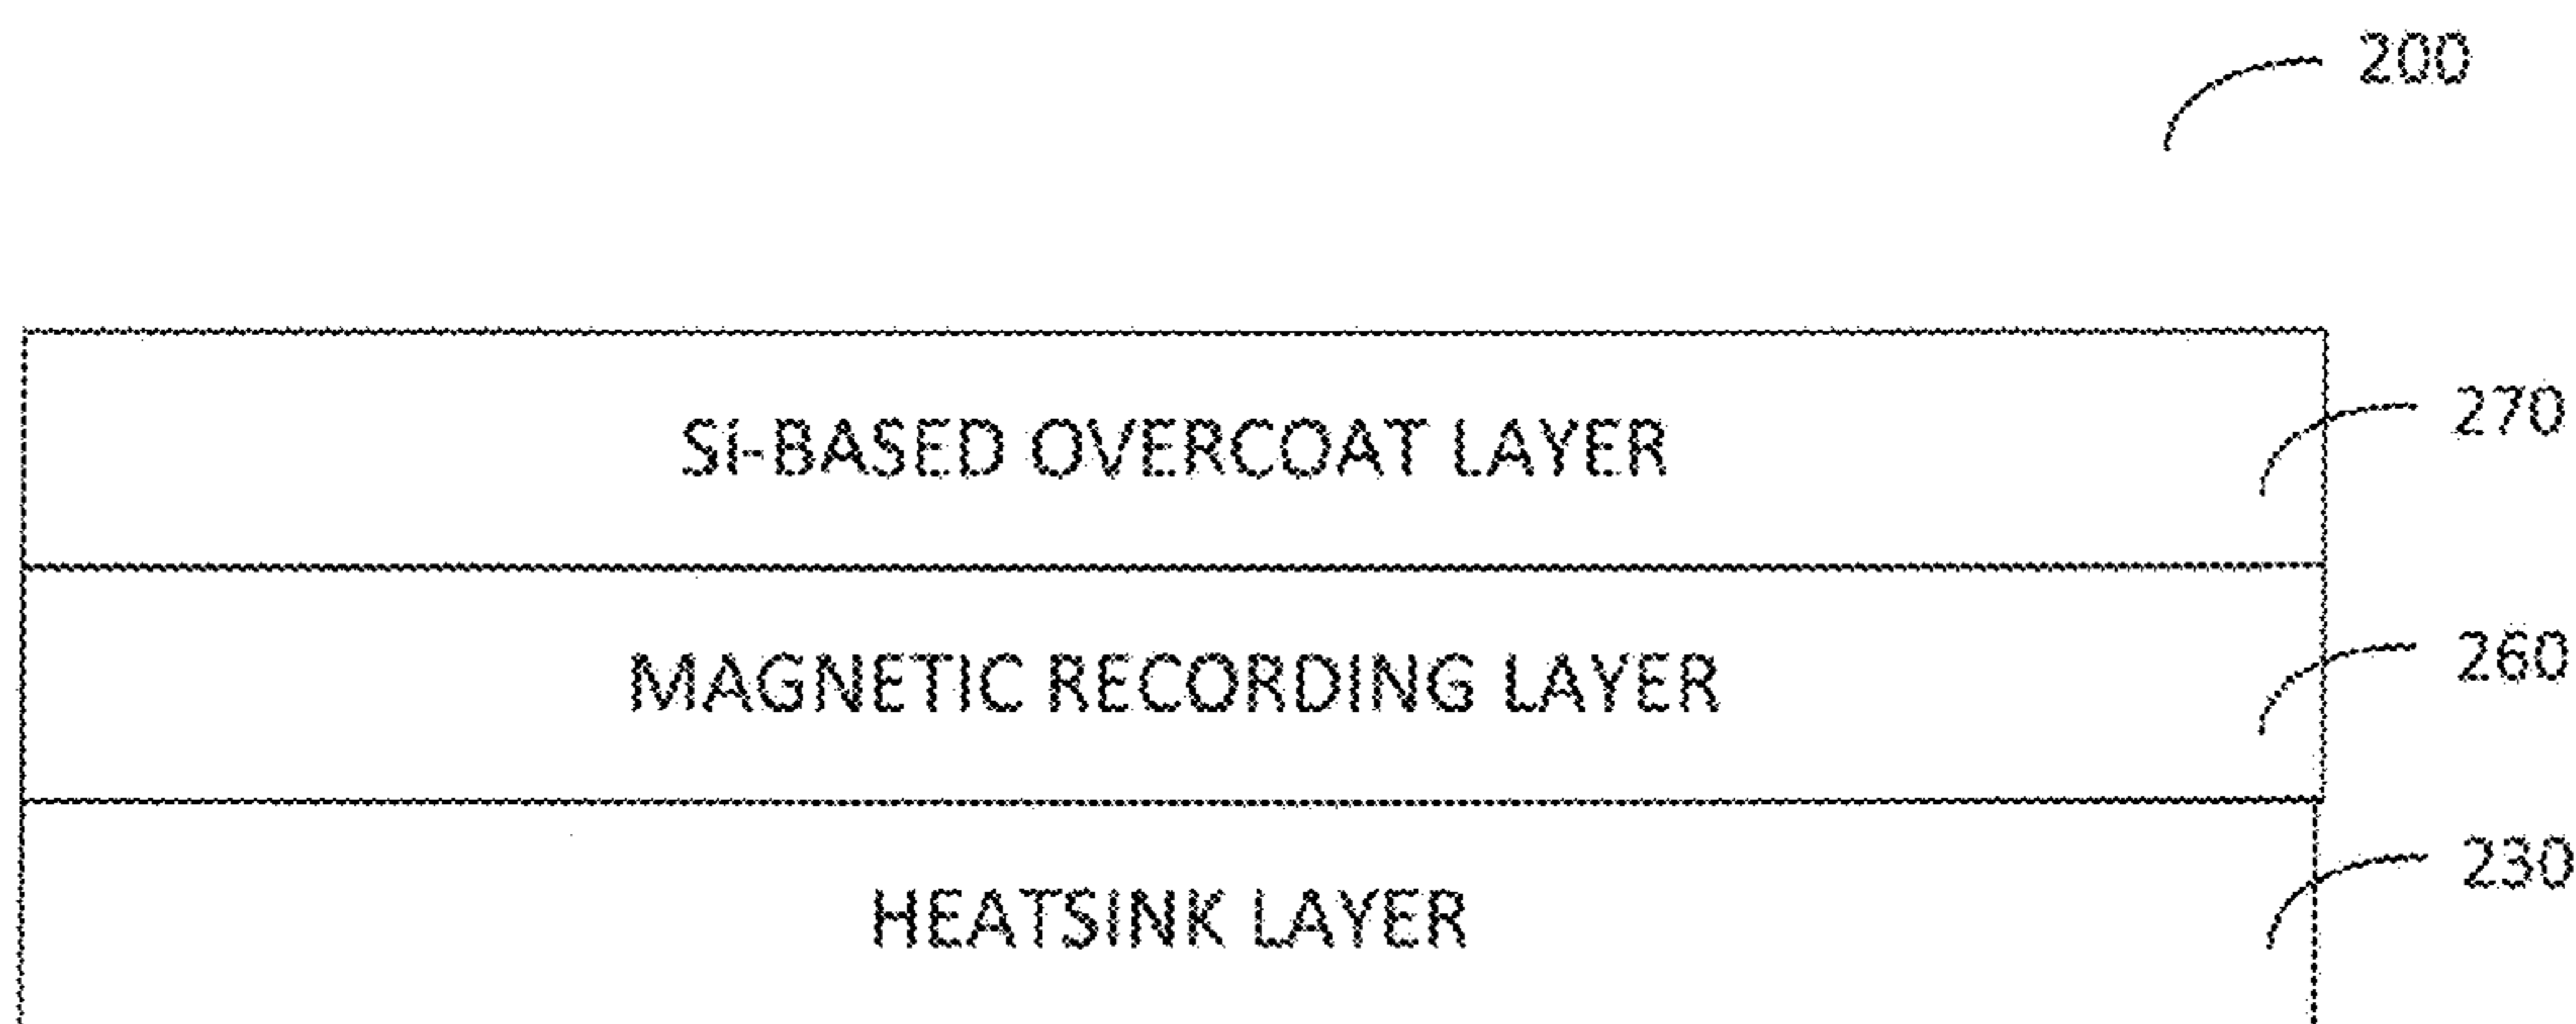 200
Si-BASED OVERCOAT LAYER
270
MAGNETIC RECORDING LAYER
260
HEATSINK LAYER
230